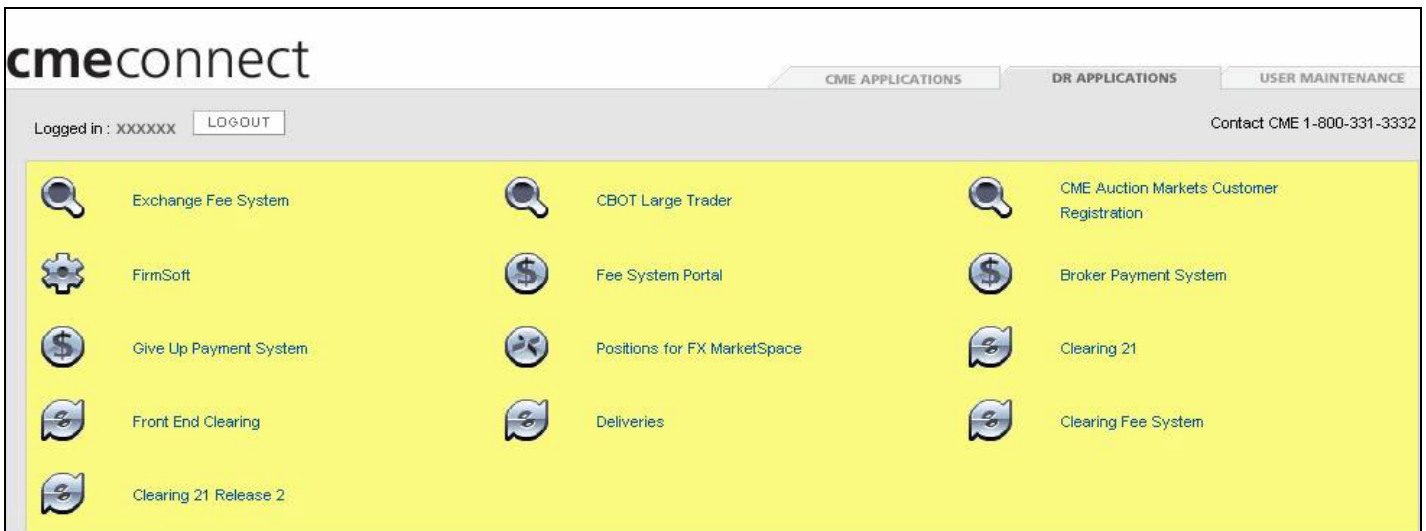 cmeconnect
CME APPLICATIONS DR APPLICATIONS USER MAINTENANCE
Logged in : XXXXXX LOGOUT Contact CME 1-800-331-3332
Exchange Fee System CBOT Large Trader CME Auction Markets Customer
Registration
FirmSoft Fee System Portal Broker Payment System
Give Up Payment System Positions for FX MarketSpace Clearing 21
Front End Clearing Deliveries Clearing Fee System
Clearing 21 Release 2